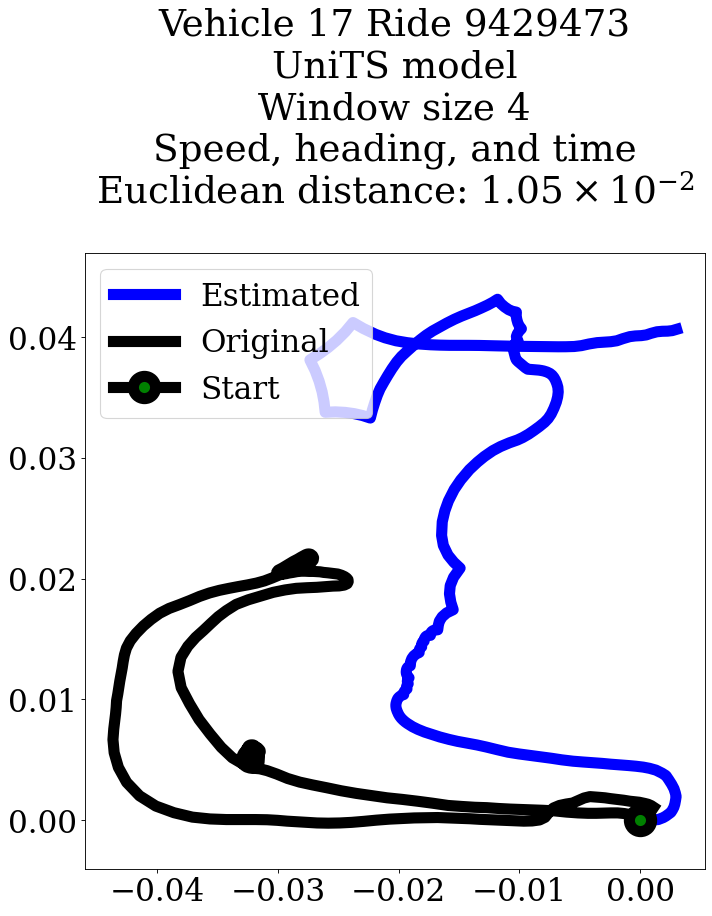 Vehicle 17 Ride 9429473
UniTS model
Window size 4
Speed, heading, and time
Euclidean distance: 1.05 × 10⁻²
Estimated
Original
Start
0.04
0.03
0.02
0.01
0.00
−0.04 −0.03 −0.02 −0.01 0.00